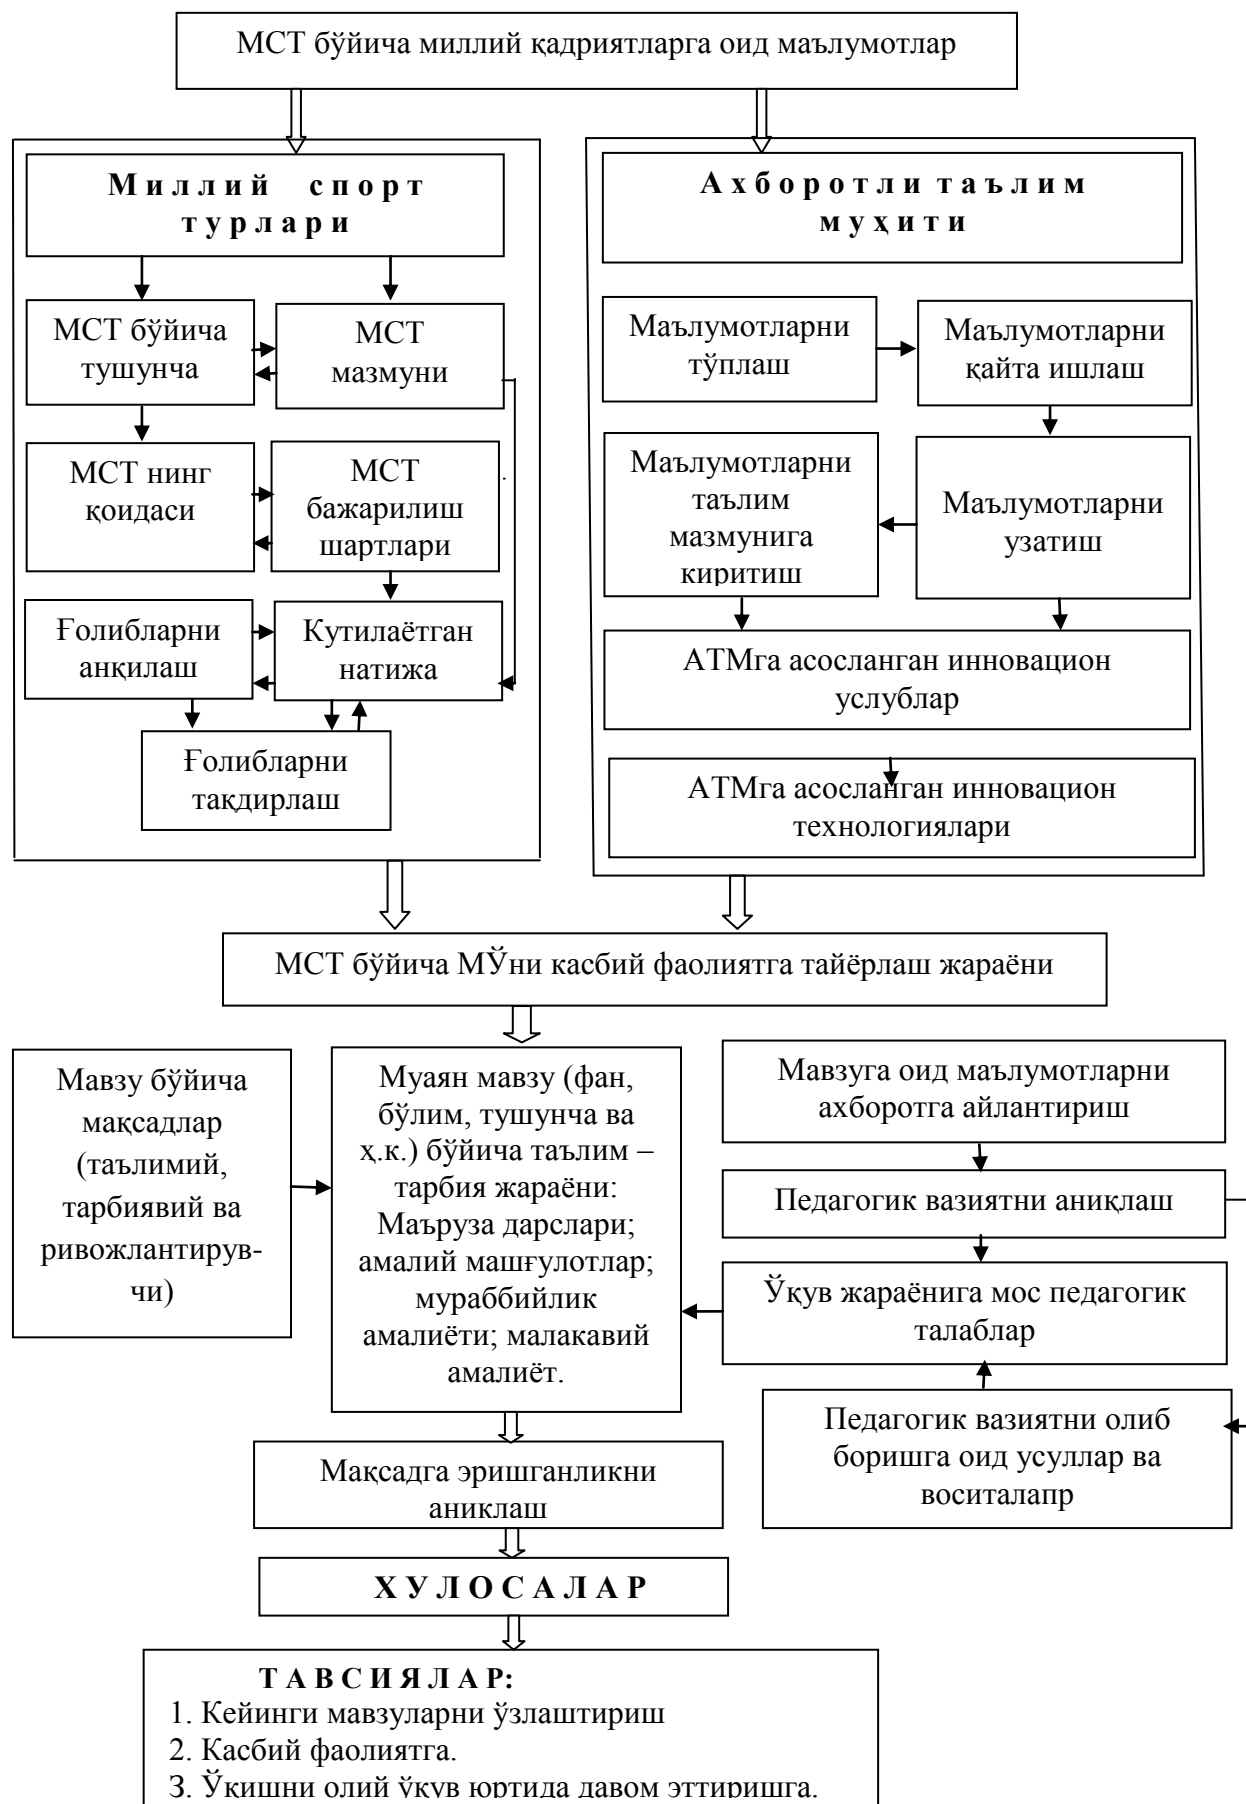 МСТ бўйича миллий қадриятларга оид маълумотлар
Миллий спорт
турлари
МСТ бўйича
тушунча
МСТ
мазмуни
МСТ нинг
қоидаси
МСТ
бажарилиш
шартлари
Ғолибларни
анқилаш
Кутилаётган
натижа
Ғолибларни
тақдирлаш
Ахборотли таълим
муҳити
Маълумотларни
тўплаш
Маълумотларни
қайта ишлаш
Маълумотларни
таълим
мазмунига
киритиш
Маълумотларни
узатиш
АТМга асосланган инновацион
услублар
АТМга асосланган инновацион
технологиялари
МСТ бўйича МЎни касбий фаолиятга тайёрлаш жараёни
Мавзу бўйича
мақсадлар
(таълимий,
тарбиявий ва
ривожлантирув-
чи)
Муаян мавзу (фан,
бўлим, тушунча ва
ҳ.к.) бўйича таълим –
тарбия жараёни:
Маъруза дарслари;
амалий машғулотлар;
мураббийлик
амалиёти; малакавий
амалиёт.
Мавзуга оид маълумотларни
ахборотга айлантириш
Педагогик вазиятни аниқлаш
Ўқув жараёнига мос педагогик
талаблар
Педагогик вазиятни олиб
боришга оид усуллар ва
воситалапр
Мақсадга эришганликни
аниклаш
ХУЛОСАЛАР
ТАВСИЯЛАР:
1. Кейинги мавзуларни ўзлаштириш
2. Касбий фаолиятга.
3. Ўқишни олий ўқув юртида давом эттиришга.